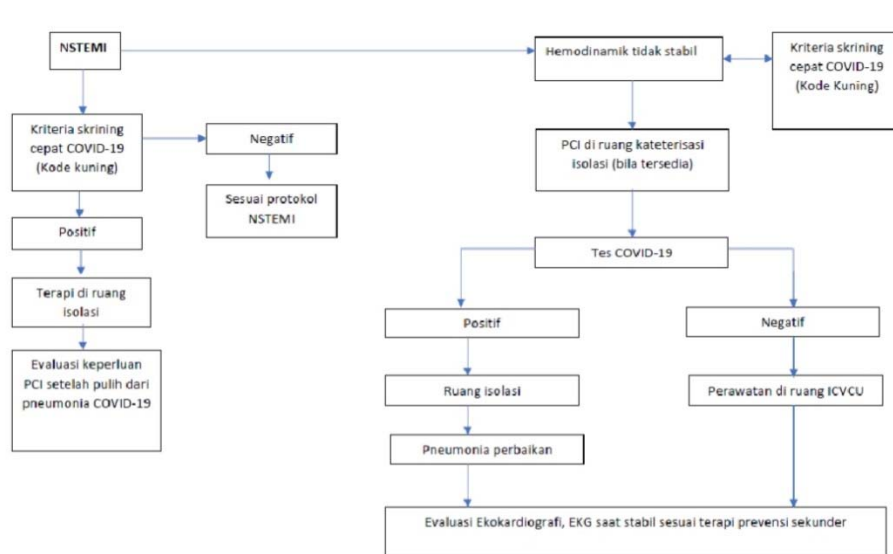 NSTEMI
Hemodinamik tidak stabil
Kriteria skrining
cepat COVID-19
(Kode Kuning)
Kriteria skrining
cepat COVID-19
(Kode kuning)
Negatif
Sesuai protokol
NSTEMI
Positif
Terapi di ruang
isolasi
Evaluasi keperluan
PCI setelah pulih dari
pneumonia COVID-19
PCI di ruang kateterisasi
isolasi (bila tersedia)
Tes COVID-19
Positif
Negatif
Ruang isolasi
Perawatan di ruang ICVCU
Pneumonia perbaikan
Evaluasi Ekokardiografi, EKG saat stabil sesuai terapi prevensi sekunder